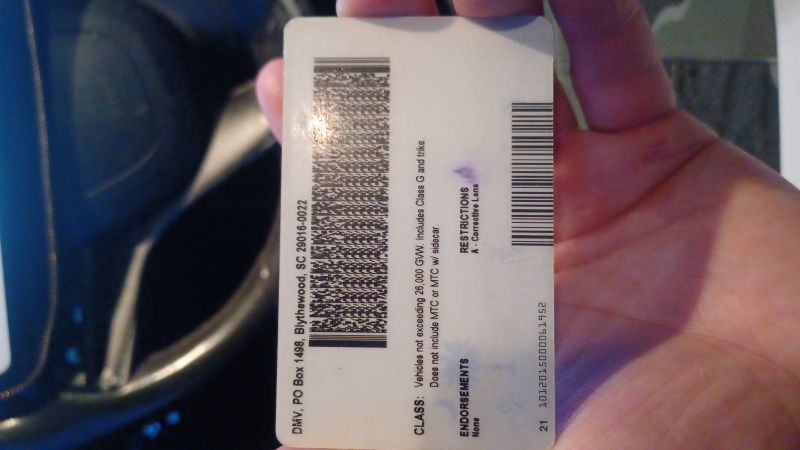 DMV, PO Box 1498, Blythewood, SC 29016-0022
CLASS: Vehicles not exceeding 26,000 GVW. Includes Class G and trike.
Does not include MTC or MTC w/ sidecar.
ENDORSEMENTS
None
RESTRICTIONS
A - Corrective Lens
21 1012015000061952